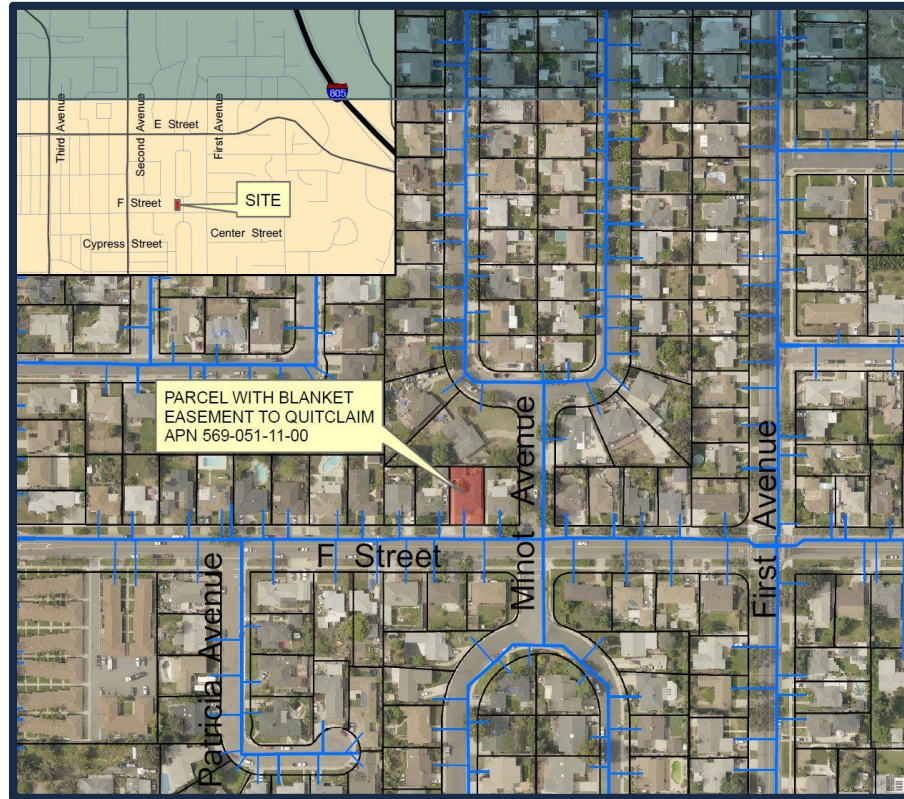 805
Third Avenue
Second Avenue
First Avenue
E Street
F Street
SITE
Cypress Street
Center Street
PARCEL WITH BLANKET
EASEMENT TO QUITCLAIM
APN 569-051-11-00
F Street
Patricia Avenue
Minot Avenue
First Avenue